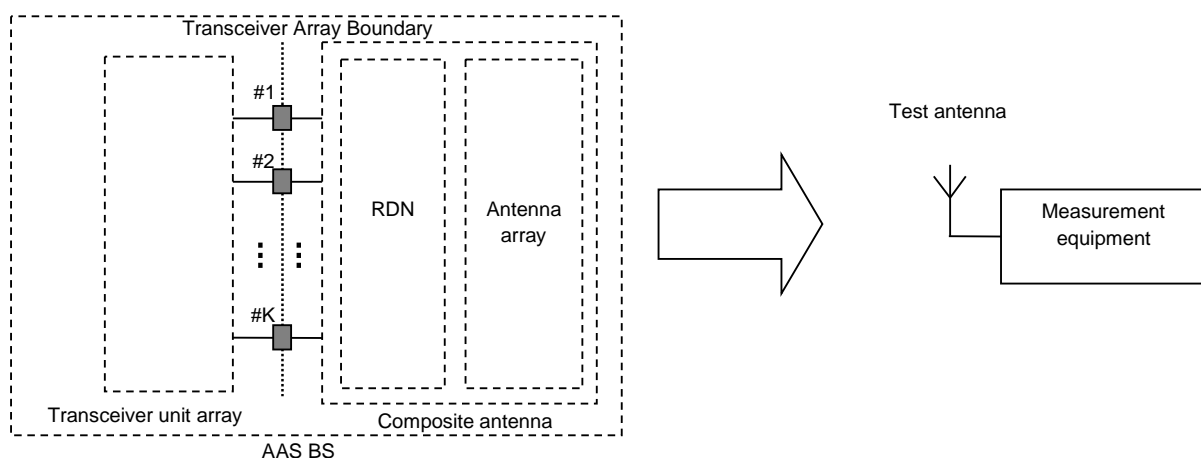 Transceiver Array Boundary
#1
#2
#K
RDN
Antenna
array
Transceiver unit array
Composite antenna
AAS BS
Test antenna
Measurement
equipment